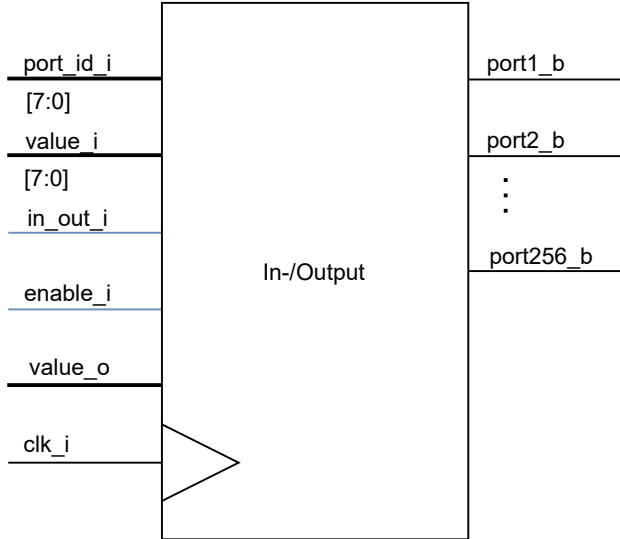 port_id_i
[7:0]
value_i
[7:0]
in_out_i
enable_i
value_o
clk_i
In-/Output
port1_b
port2_b
port256_b